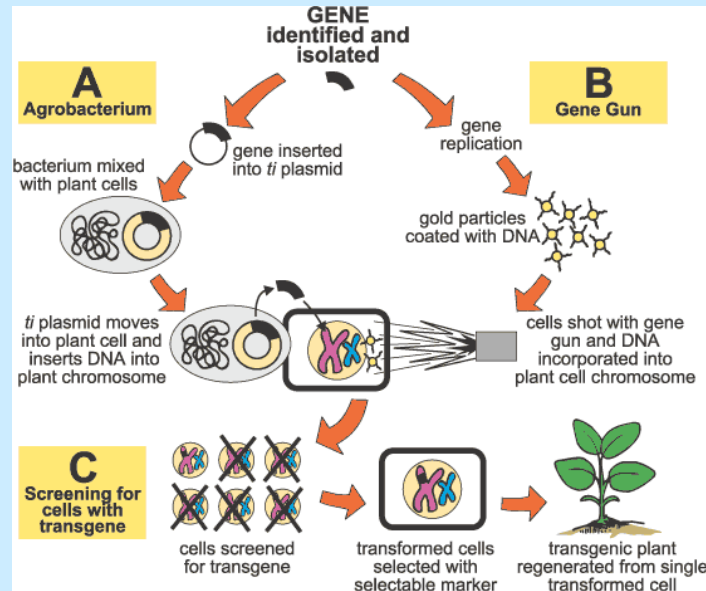 GENE
identified and
isolated
A
Agrobacterium
B
Gene Gun
gene inserted
into ti plasmid
gene
replication
bacterium mixed
with plant cells
gold particles
coated with DNA
ti plasmid moves
into plant cell and
inserts DNA into
plant chromosome
cells shot with gene
gun and DNA
incorporated into
plant cell chromosome
C
Screening for
cells with
transgene
cells screened
for transgene
transformed cells
selected with
selectable marker
transgenic plant
regenerated from single
transformed cell